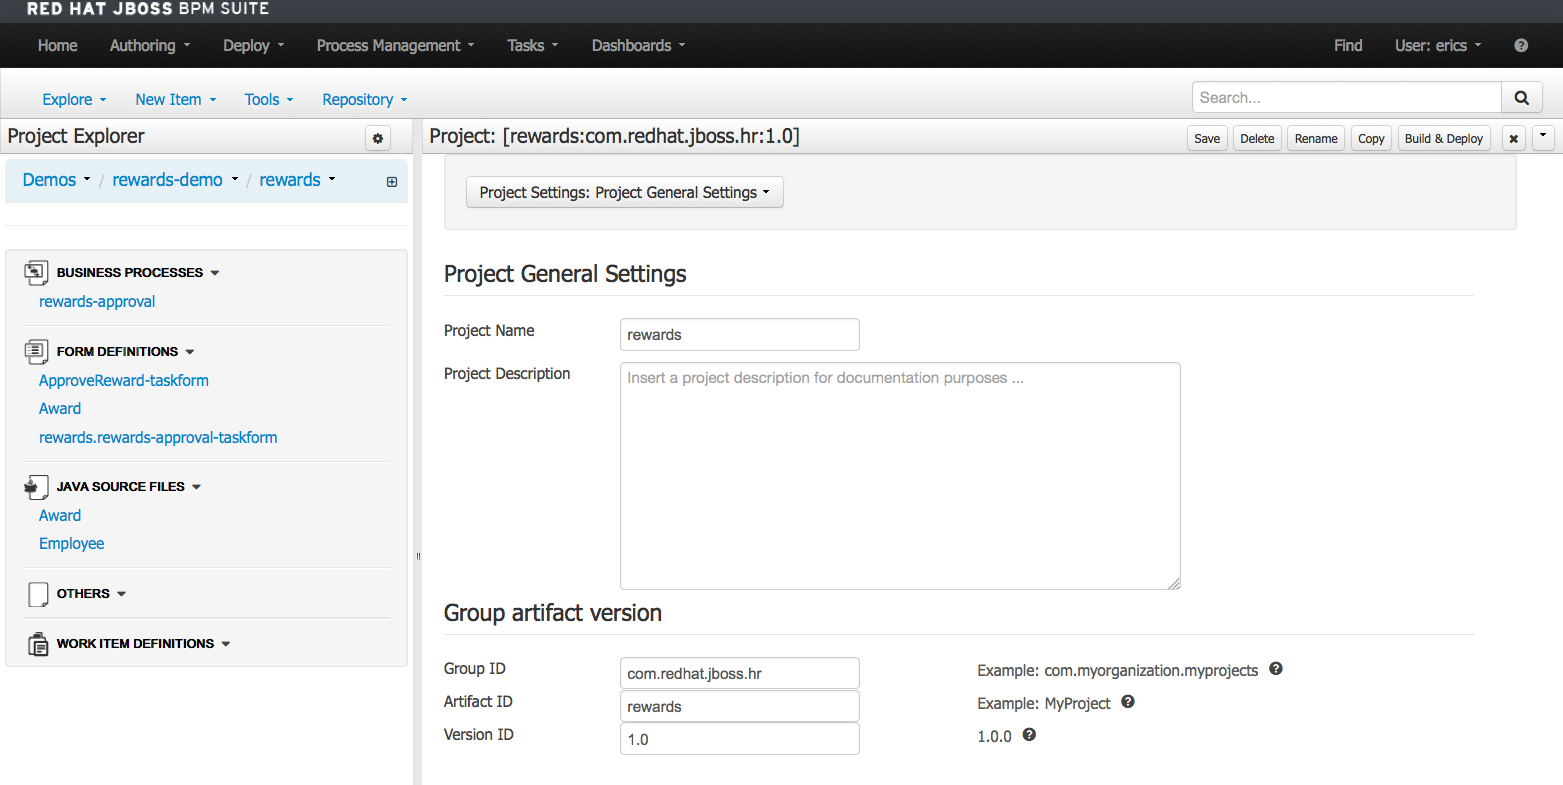 RED HAT JBOSS BPM SUITE
Home Authoring Deploy Process Management Tasks Dashboards Find User: erics
Explore New Item Tools Repository Search...
Project Explorer
Demos / rewards-demo / rewards
BUSINESS PROCESSES
rewards-approval
FORM DEFINITIONS
ApproveReward-taskform
Award
rewards.rewards-approval-taskform
JAVA SOURCE FILES
Award
Employee
OTHERS
WORK ITEM DEFINITIONS
Project: [rewards:com.redhat.jboss.hr:1.0] Save Delete Rename Copy Build & Deploy
Project Settings: Project General Settings
Project General Settings
Project Name rewards
Project Description Insert a project description for documentation purposes ...
Group artifact version
Group ID com.redhat.jboss.hr Example: com.myorganization.myprojects
Artifact ID rewards Example: MyProject
Version ID 1.0 1.0.0